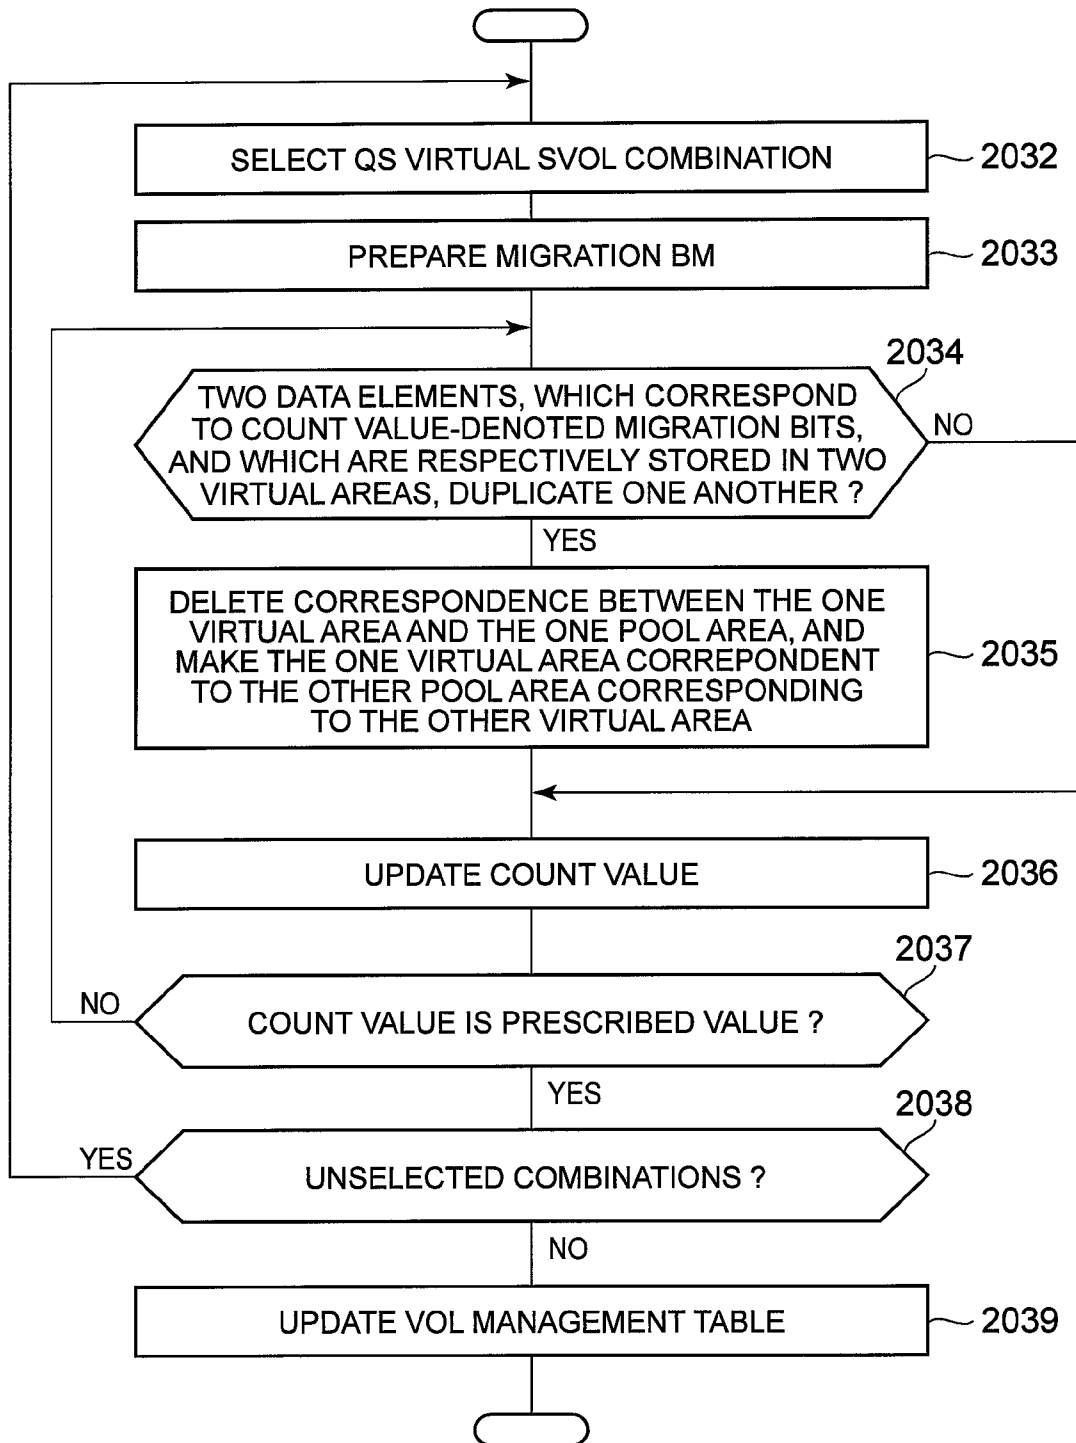 SELECT QS VIRTUAL SVOL COMBINATION
2032
PREPARE MIGRATION BM
2033
2034
TWO DATA ELEMENTS, WHICH CORRESPOND
TO COUNT VALUE-DENOTED MIGRATION BITS,
AND WHICH ARE RESPECTIVELY STORED IN TWO
VIRTUAL AREAS, DUPLICATE ONE ANOTHER ?
NO
YES
DELETE CORRESPONDENCE BETWEEN THE ONE
VIRTUAL AREA AND THE ONE POOL AREA, AND
MAKE THE ONE VIRTUAL AREA CORREPONDENT
TO THE OTHER POOL AREA CORRESPONDING
TO THE OTHER VIRTUAL AREA
2035
UPDATE COUNT VALUE
2036
2037
NO
COUNT VALUE IS PRESCRIBED VALUE ?
YES
2038
YES
UNSELECTED COMBINATIONS ?
NO
UPDATE VOL MANAGEMENT TABLE
2039